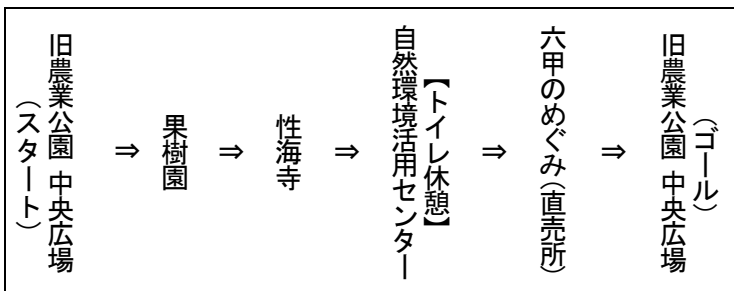 旧農業公園 中央広場
（スタート）
⇒
果樹園
⇒
性海寺
⇒
【トイレ休憩】
自然環境活用センター
⇒
六甲のめぐみ（直売所）
⇒
（ゴール）
旧農業公園 中央広場